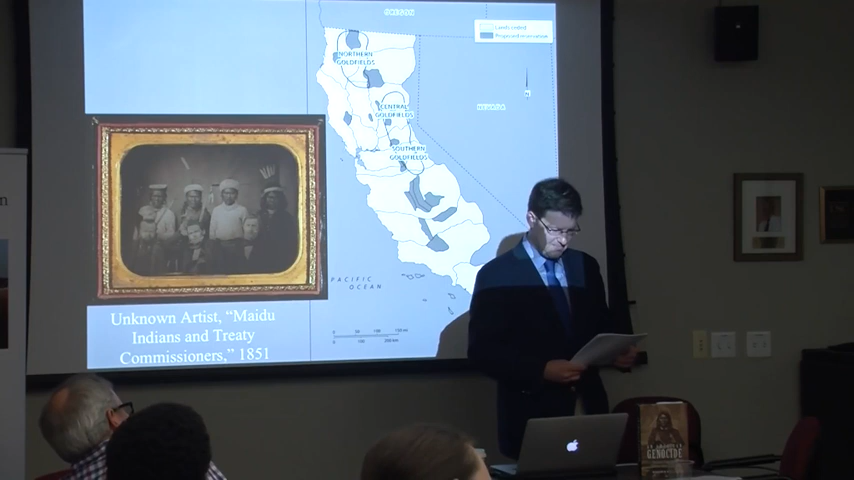 OREGON
Lands ceded
Proposed reservation
NORTHERN
GOLDFIELDS
N
NEVADA
CENTRAL
GOLDFIELDS
SOUTHERN
GOLDFIELDS
PACIFIC
OCEAN
Unknown Artist, “Maidu
Indians and Treaty
Commissioners,” 1851
GENOCIDE